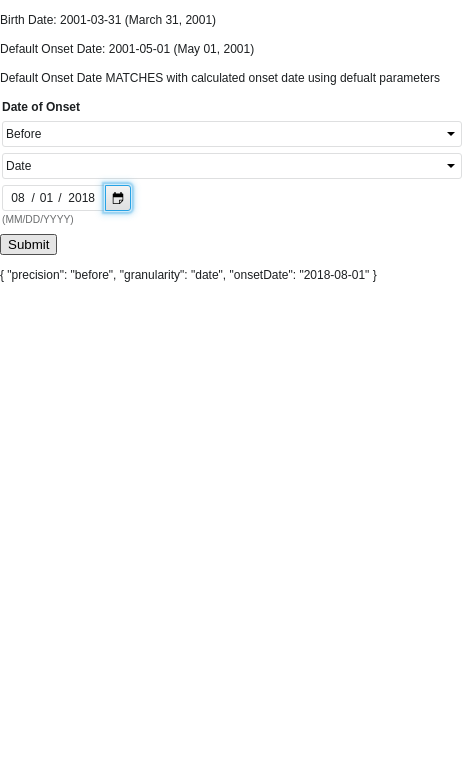 Birth Date: 2001-03-31 (March 31, 2001)
Default Onset Date: 2001-05-01 (May 01, 2001)
Default Onset Date MATCHES with calculated onset date using defualt parameters
Date of Onset
Before
Date
08 / 01 / 2018
(MM/DD/YYYY)
Submit
{ "precision": "before", "granularity": "date", "onsetDate": "2018-08-01" }